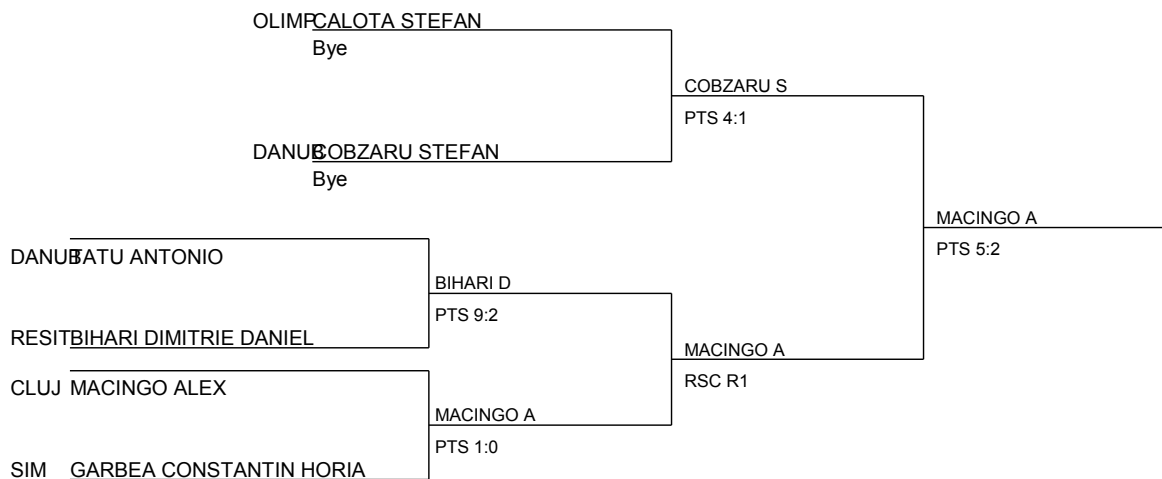 OLIMP CALOTA STEFAN
Bye
COBZARU S
PTS 4:1
DANUB COBZARU STEFAN
Bye
MACINGO A
PTS 5:2
DANUB TATU ANTONIO
BIHARI D
PTS 9:2
RESIT BIHARI DIMITRIE DANIEL
MACINGO A
RSC R1
CLUJ MACINGO ALEX
MACINGO A
PTS 1:0
SIM GARBEA CONSTANTIN HORIA